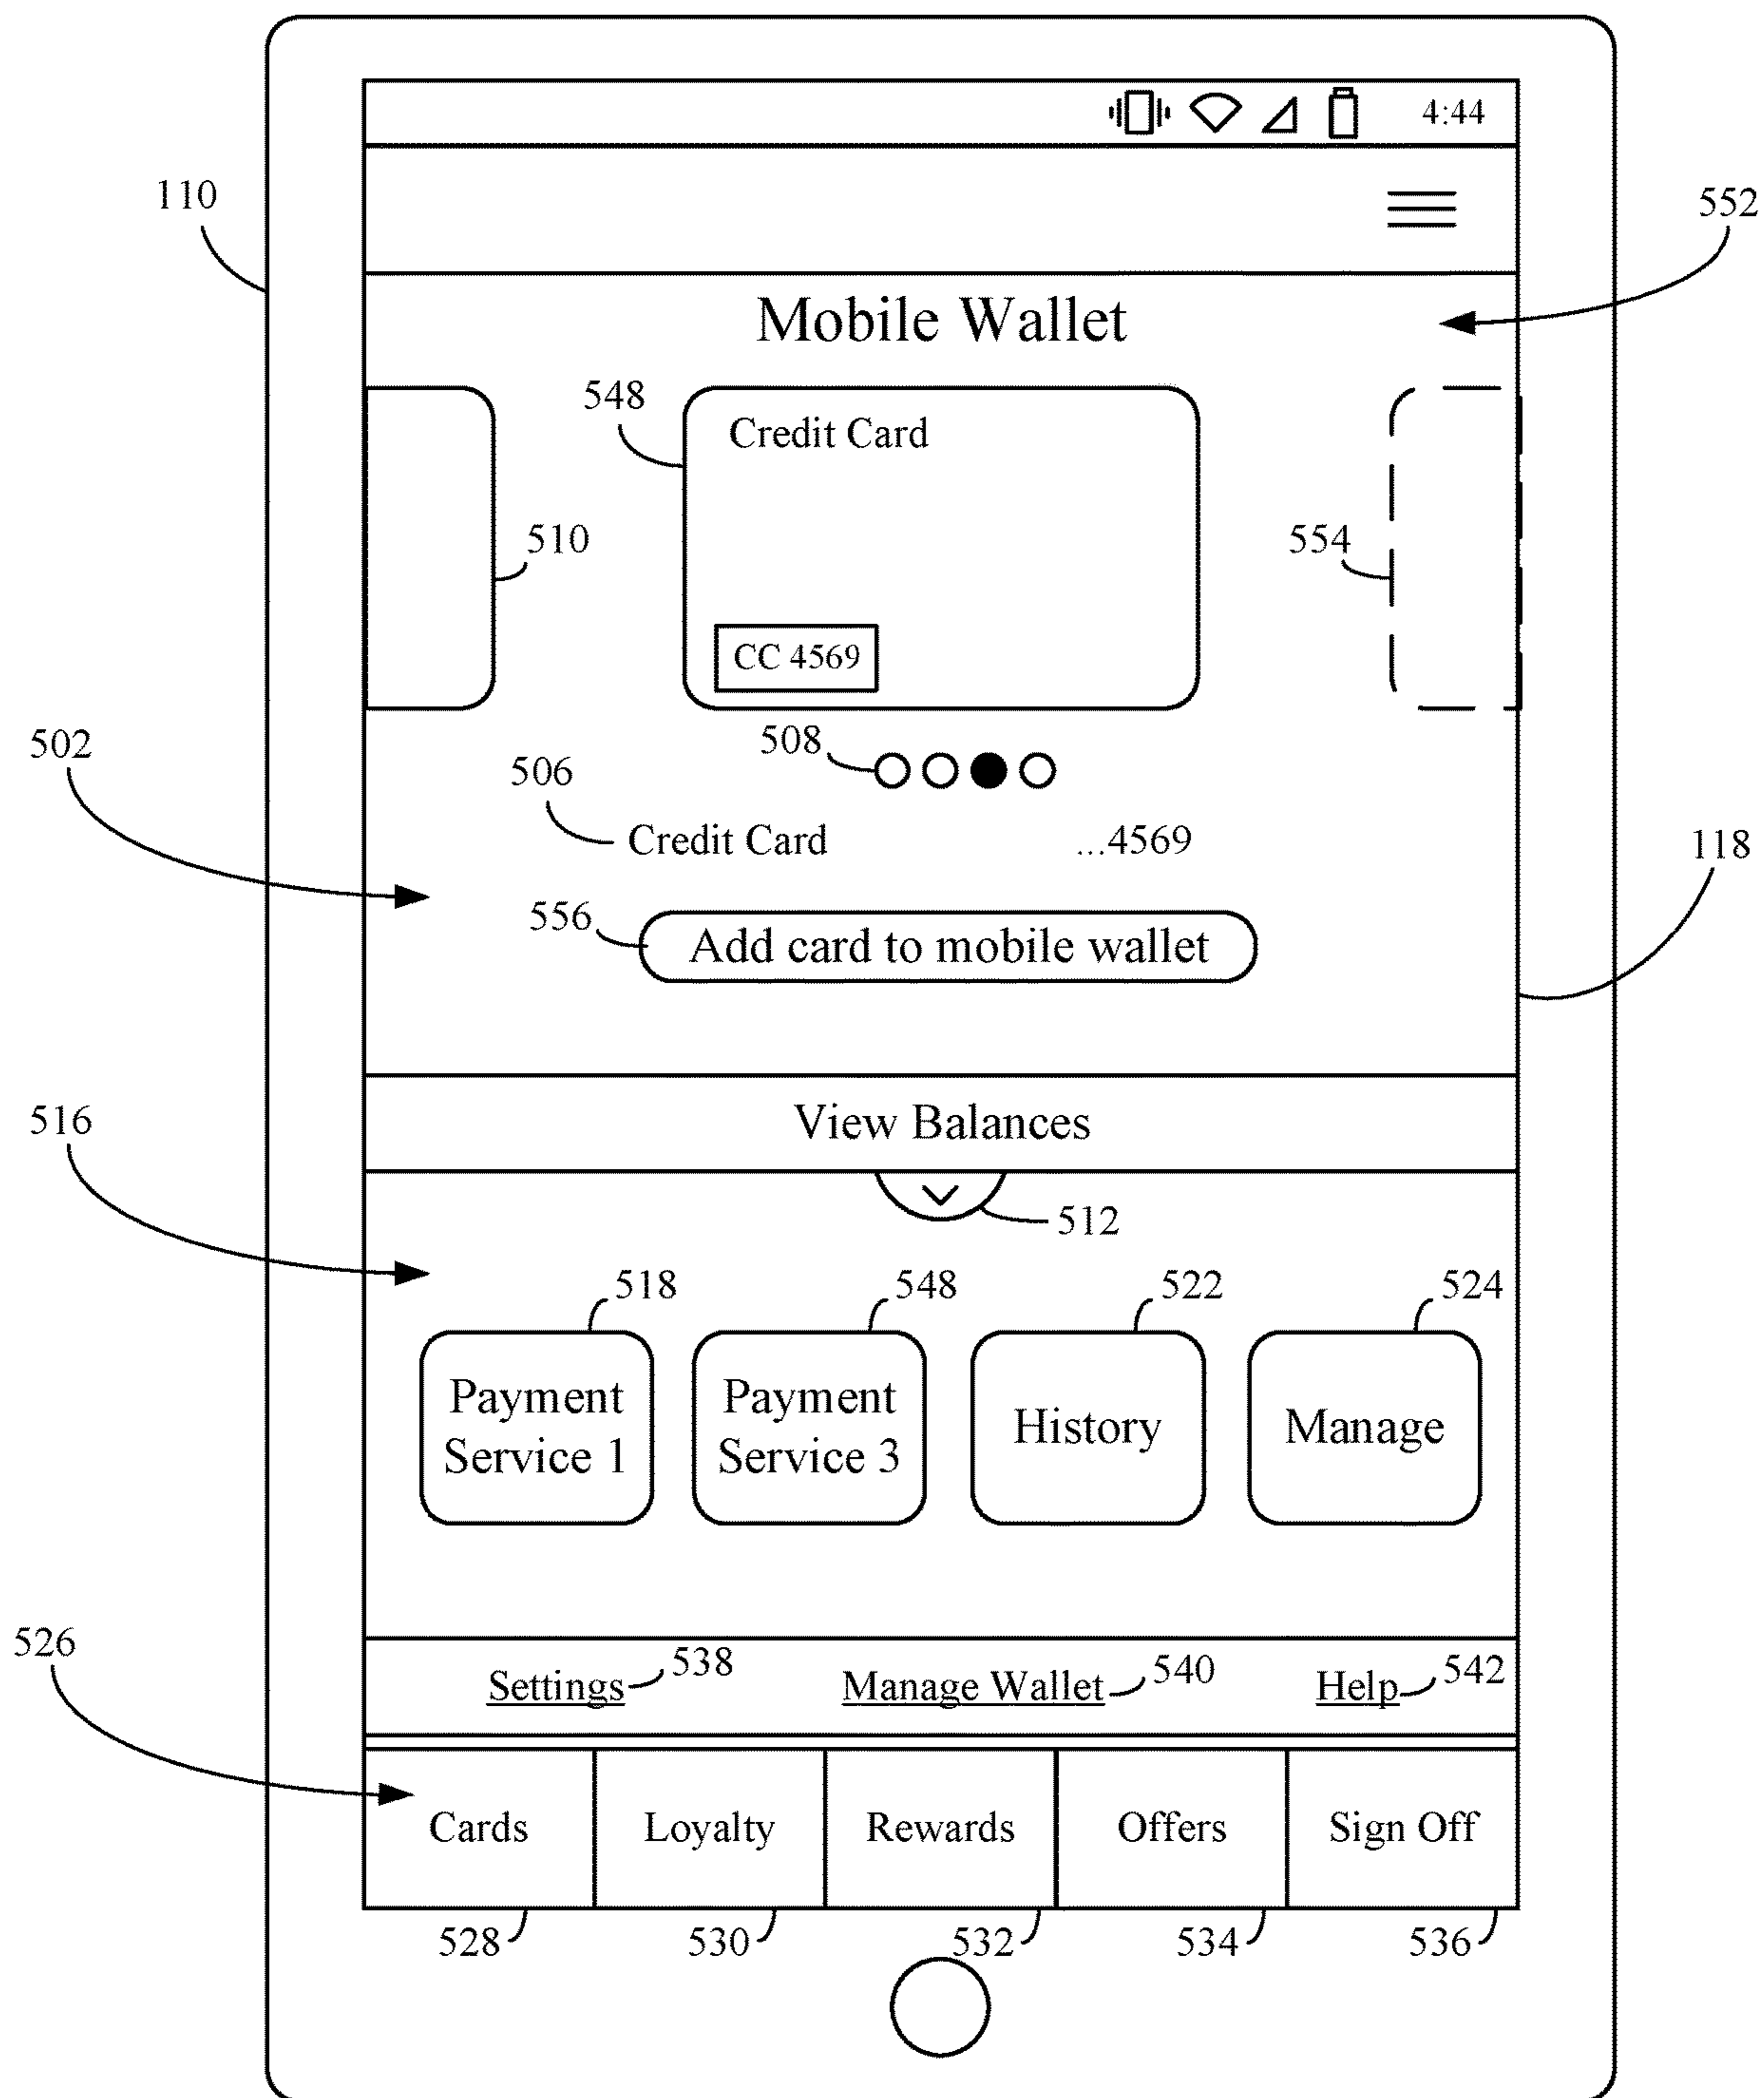 4:44
110
552
Mobile Wallet
548
Credit Card
510
554
CC 4569
502
508
506
Credit Card ...4569
118
556
Add card to mobile wallet
516
View Balances
512
518 548 522 524
Payment Service 1
Payment Service 3
History
Manage
526
Settings 538 Manage Wallet 540 Help 542
Cards Loyalty Rewards Offers Sign Off
528 530 532 534 536